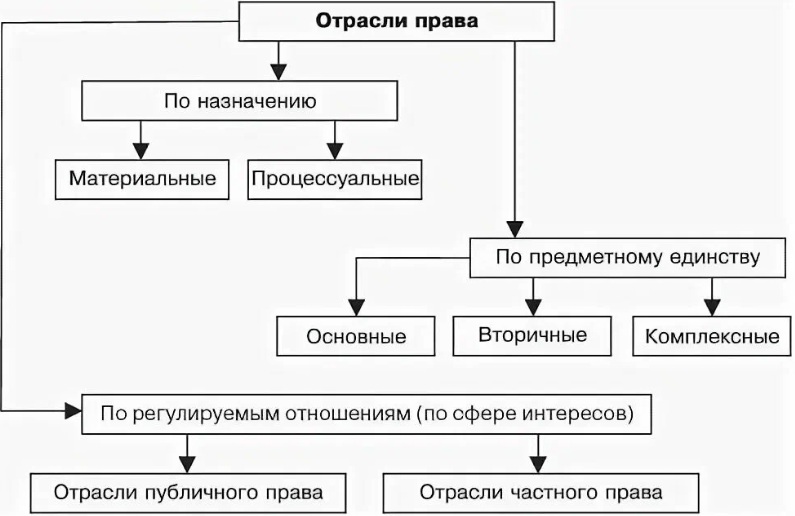 Отрасли права
По назначению
Материальные
Процессуальные
По предметному единству
Основные
Вторичные
Комплексные
По регулируемым отношениям (по сфере интересов)
Отрасли публичного права
Отрасли частного права